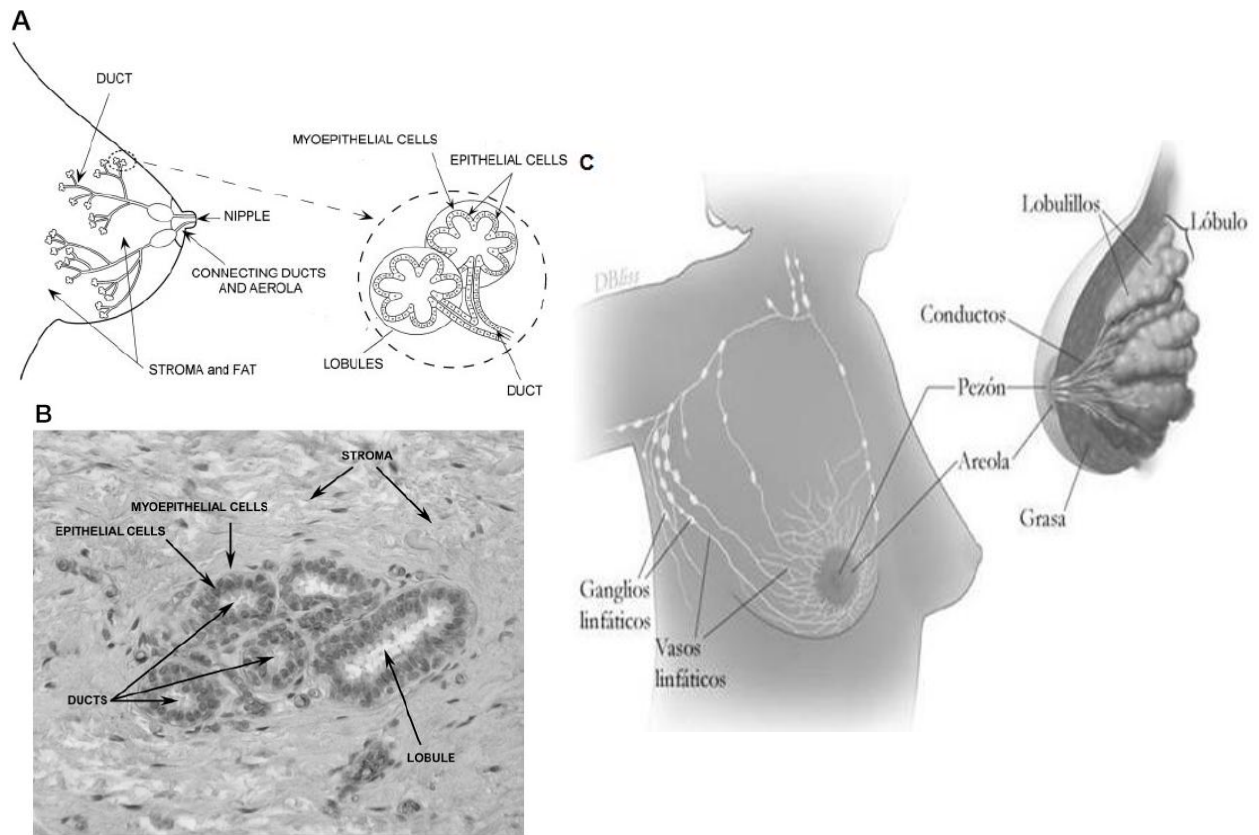 A
DUCT
MYOEPITHELIAL CELLS
EPITHELIAL CELLS
NIPPLE
CONNECTING DUCTS
AND AEROLA
LOBULES
STROMA and FAT
DUCT
B
STROMA
MYOEPITHELIAL CELLS
EPITHELIAL CELLS
DUCTS
LOBULE
C
Lobulillos
Lóbulo
Conductos
Pezón
Areola
Grasa
Ganglios
linfáticos
Vasos
linfáticos